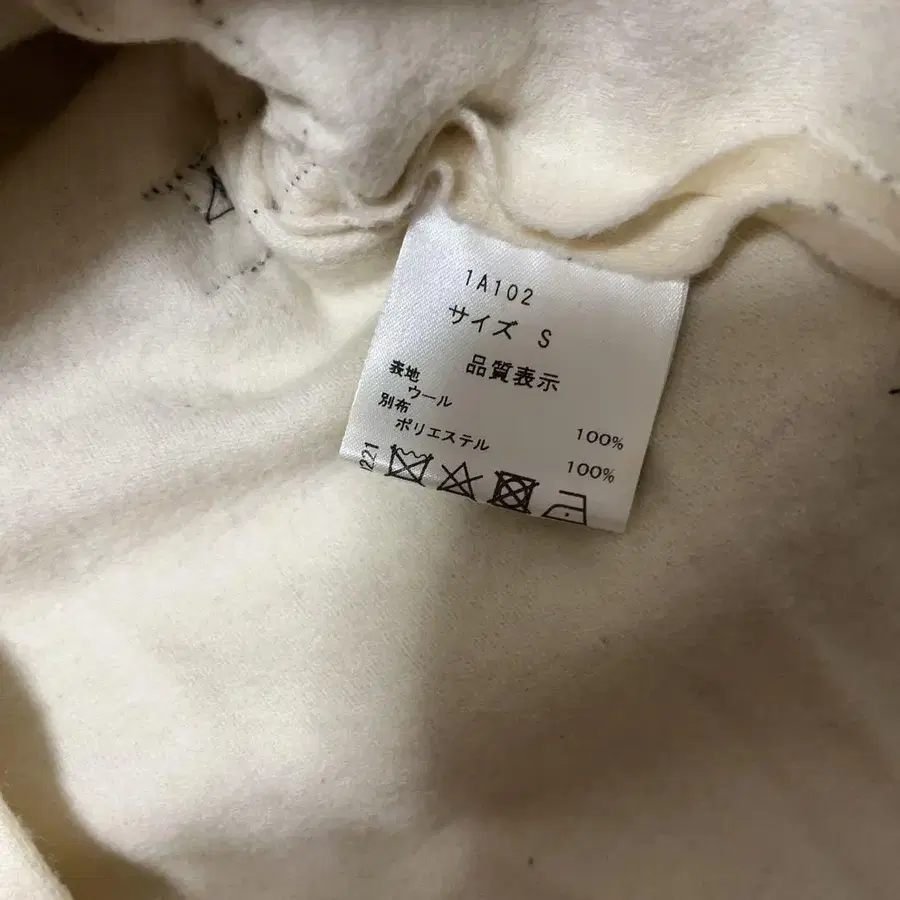 1A102
サイズ S
品質表示
表地
ウール 100%
別布
ポリエステル 100%